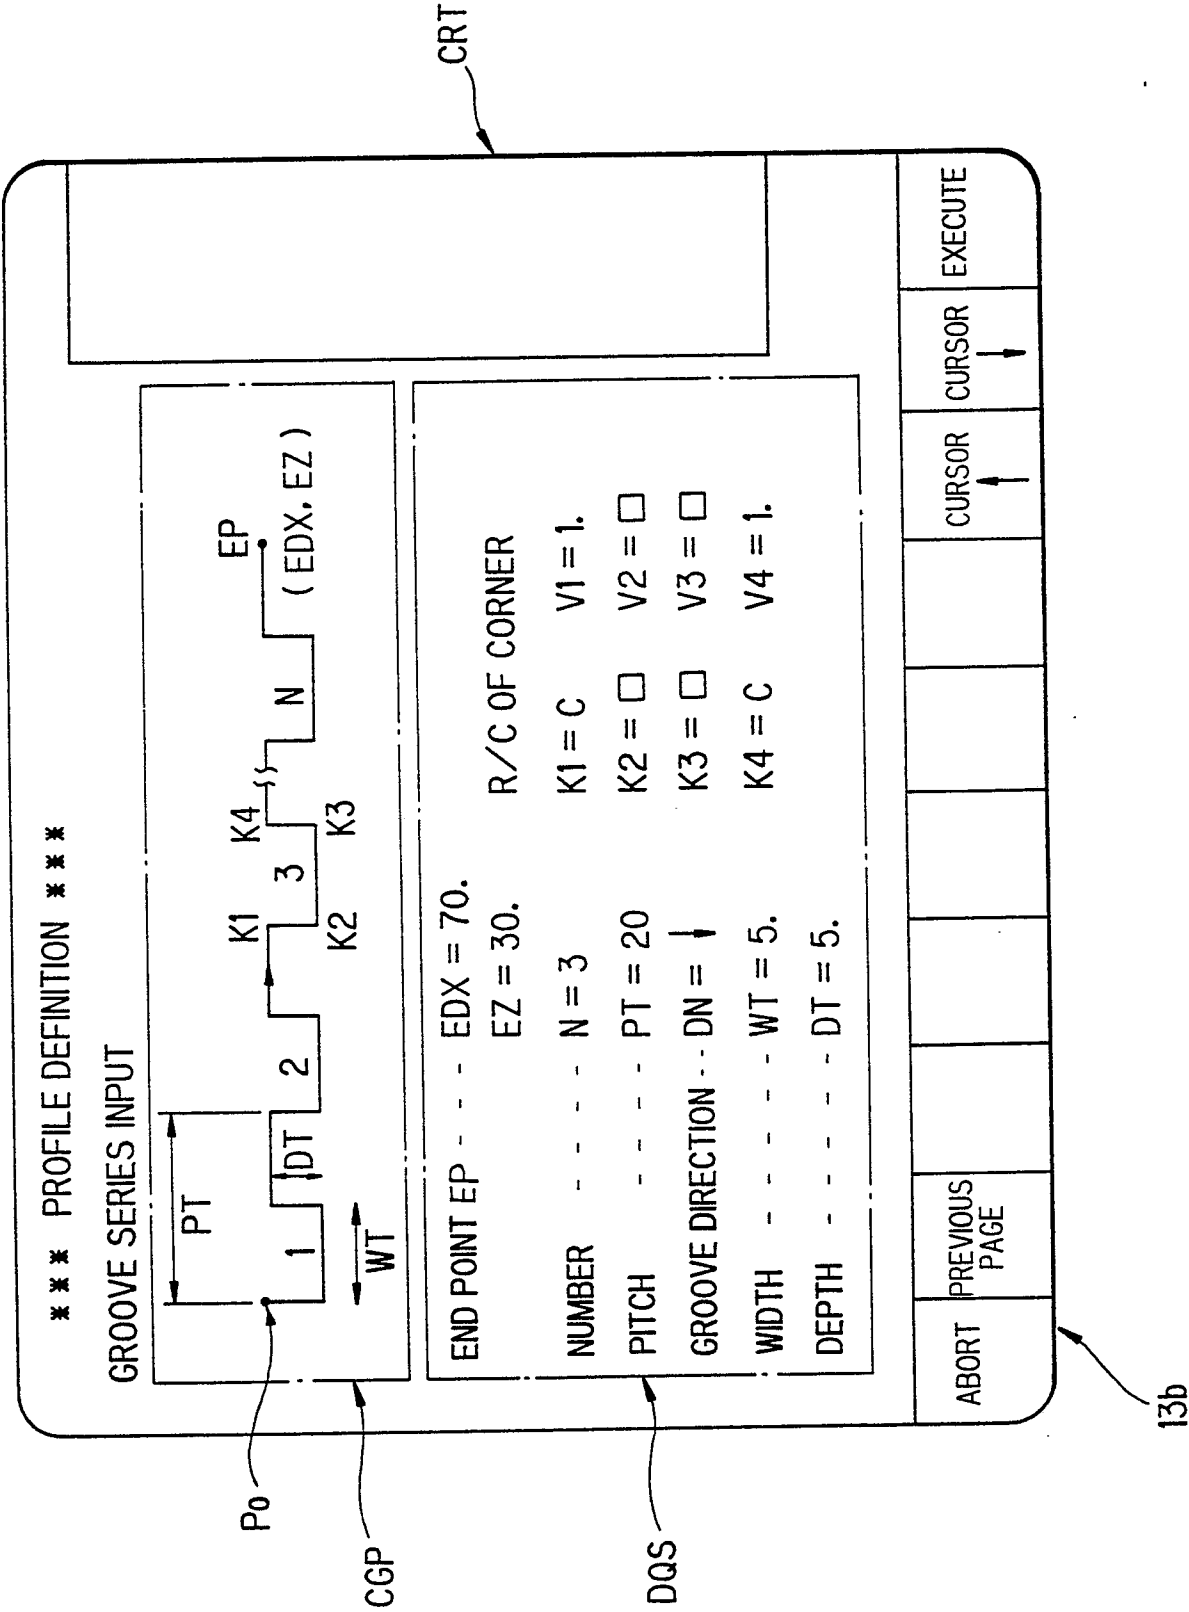 CRT
*** PROFILE DEFINITION ***
GROOVE SERIES INPUT
P0
PT
EP
(EDX, EZ)
K1 K4
1 DT 2 3 N
K2 K3
WT
CGP
END POINT EP - - - EDX = 70.
EZ = 30.
R/C OF CORNER
NUMBER - - - - N = 3 K1 = C V1 = 1.
PITCH - - - - PT = 20 K2 = □ V2 = □
GROOVE DIRECTION - - DN = ↓ K3 = □ V3 = □
WIDTH - - - - - WT = 5. K4 = C V4 = 1.
DEPTH - - - - - DT = 5.
DQS
ABORT
PREVIOUS
PAGE
CURSOR
↑
CURSOR
↓
EXECUTE
13b